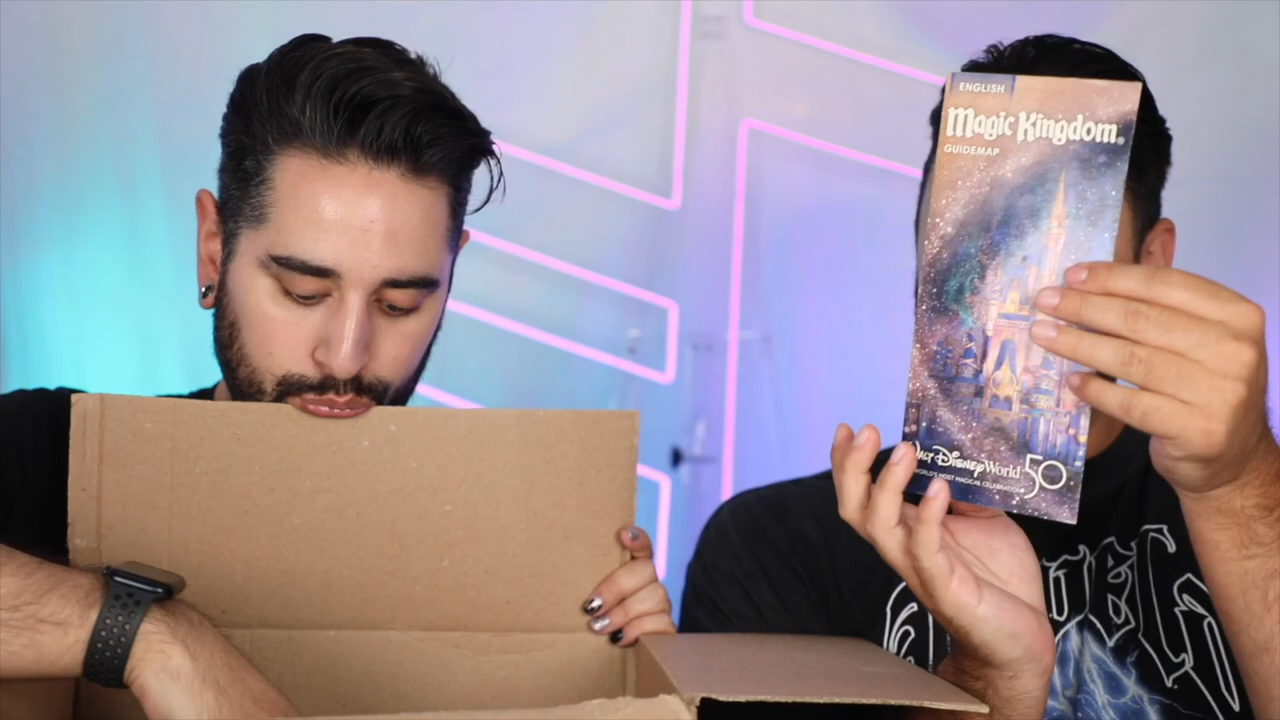 ENGLISH
Magic Kingdom®
GUIDEMAP
Walt Disney World 50
WORLD'S MOST MAGICAL CELEBRATION